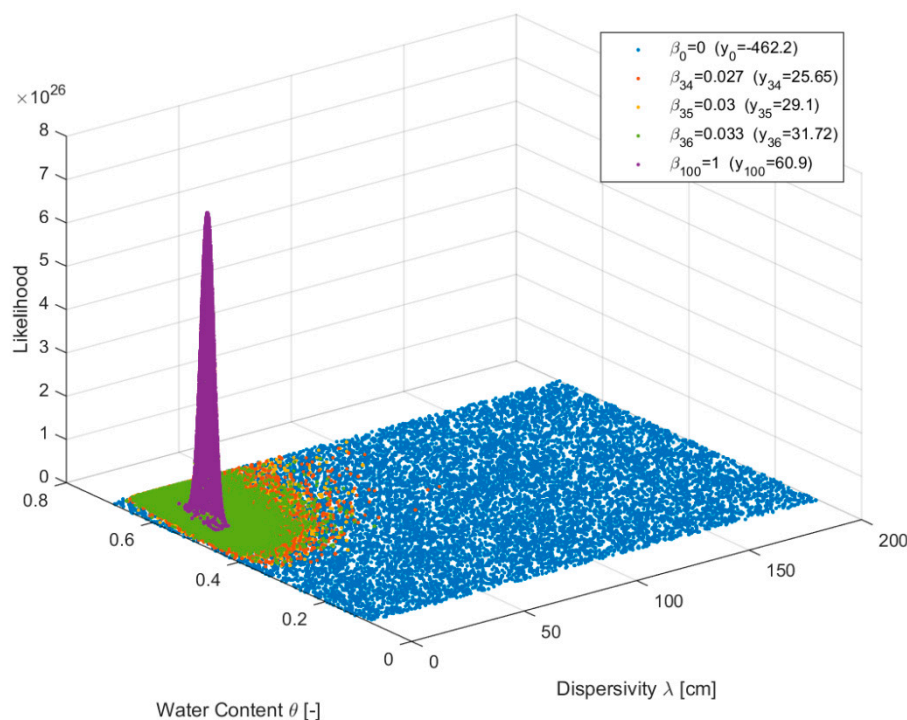 β₀=0 (y₀=-462.2)
β₃₄=0.027 (y₃₄=25.65)
β₃₅=0.03 (y₃₅=29.1)
β₃₆=0.033 (y₃₆=31.72)
β₁₀₀=1 (y₁₀₀=60.9)
×10²⁶
8
7
6
5
4
3
2
1
0
Likelihood
0.8
0.6
0.4
0.2
0
0
50
100
150
200
Water Content θ [-]
Dispersivity λ [cm]